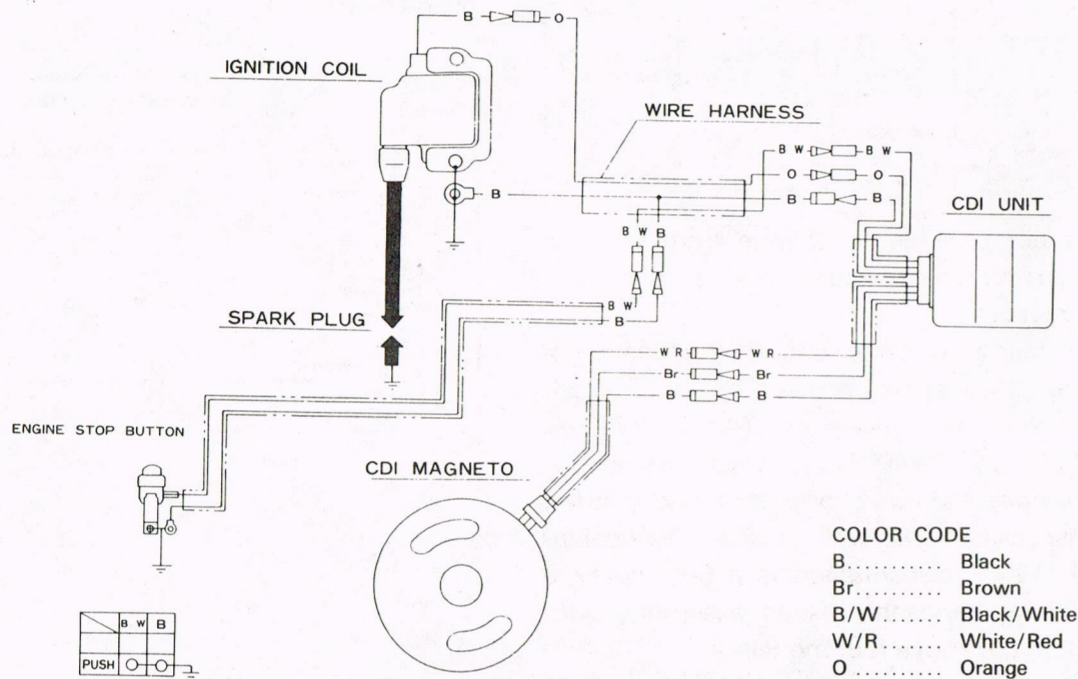 B O
IGNITION COIL
WIRE HARNESS
B W B W
O O
B B
B
CDI UNIT
B W B
B W
B
SPARK PLUG
W R W R
Br Br
B B
ENGINE STOP BUTTON
CDI MAGNETO
COLOR CODE
B.......... Black
Br......... Brown
B/W....... Black/White
W/R....... White/Red
O.......... Orange
B W B
PUSH